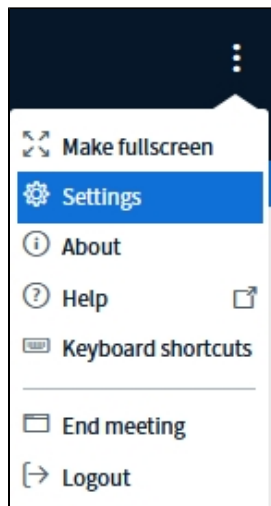 Make fullscreen
Settings
About
Help
Keyboard shortcuts
End meeting
Logout